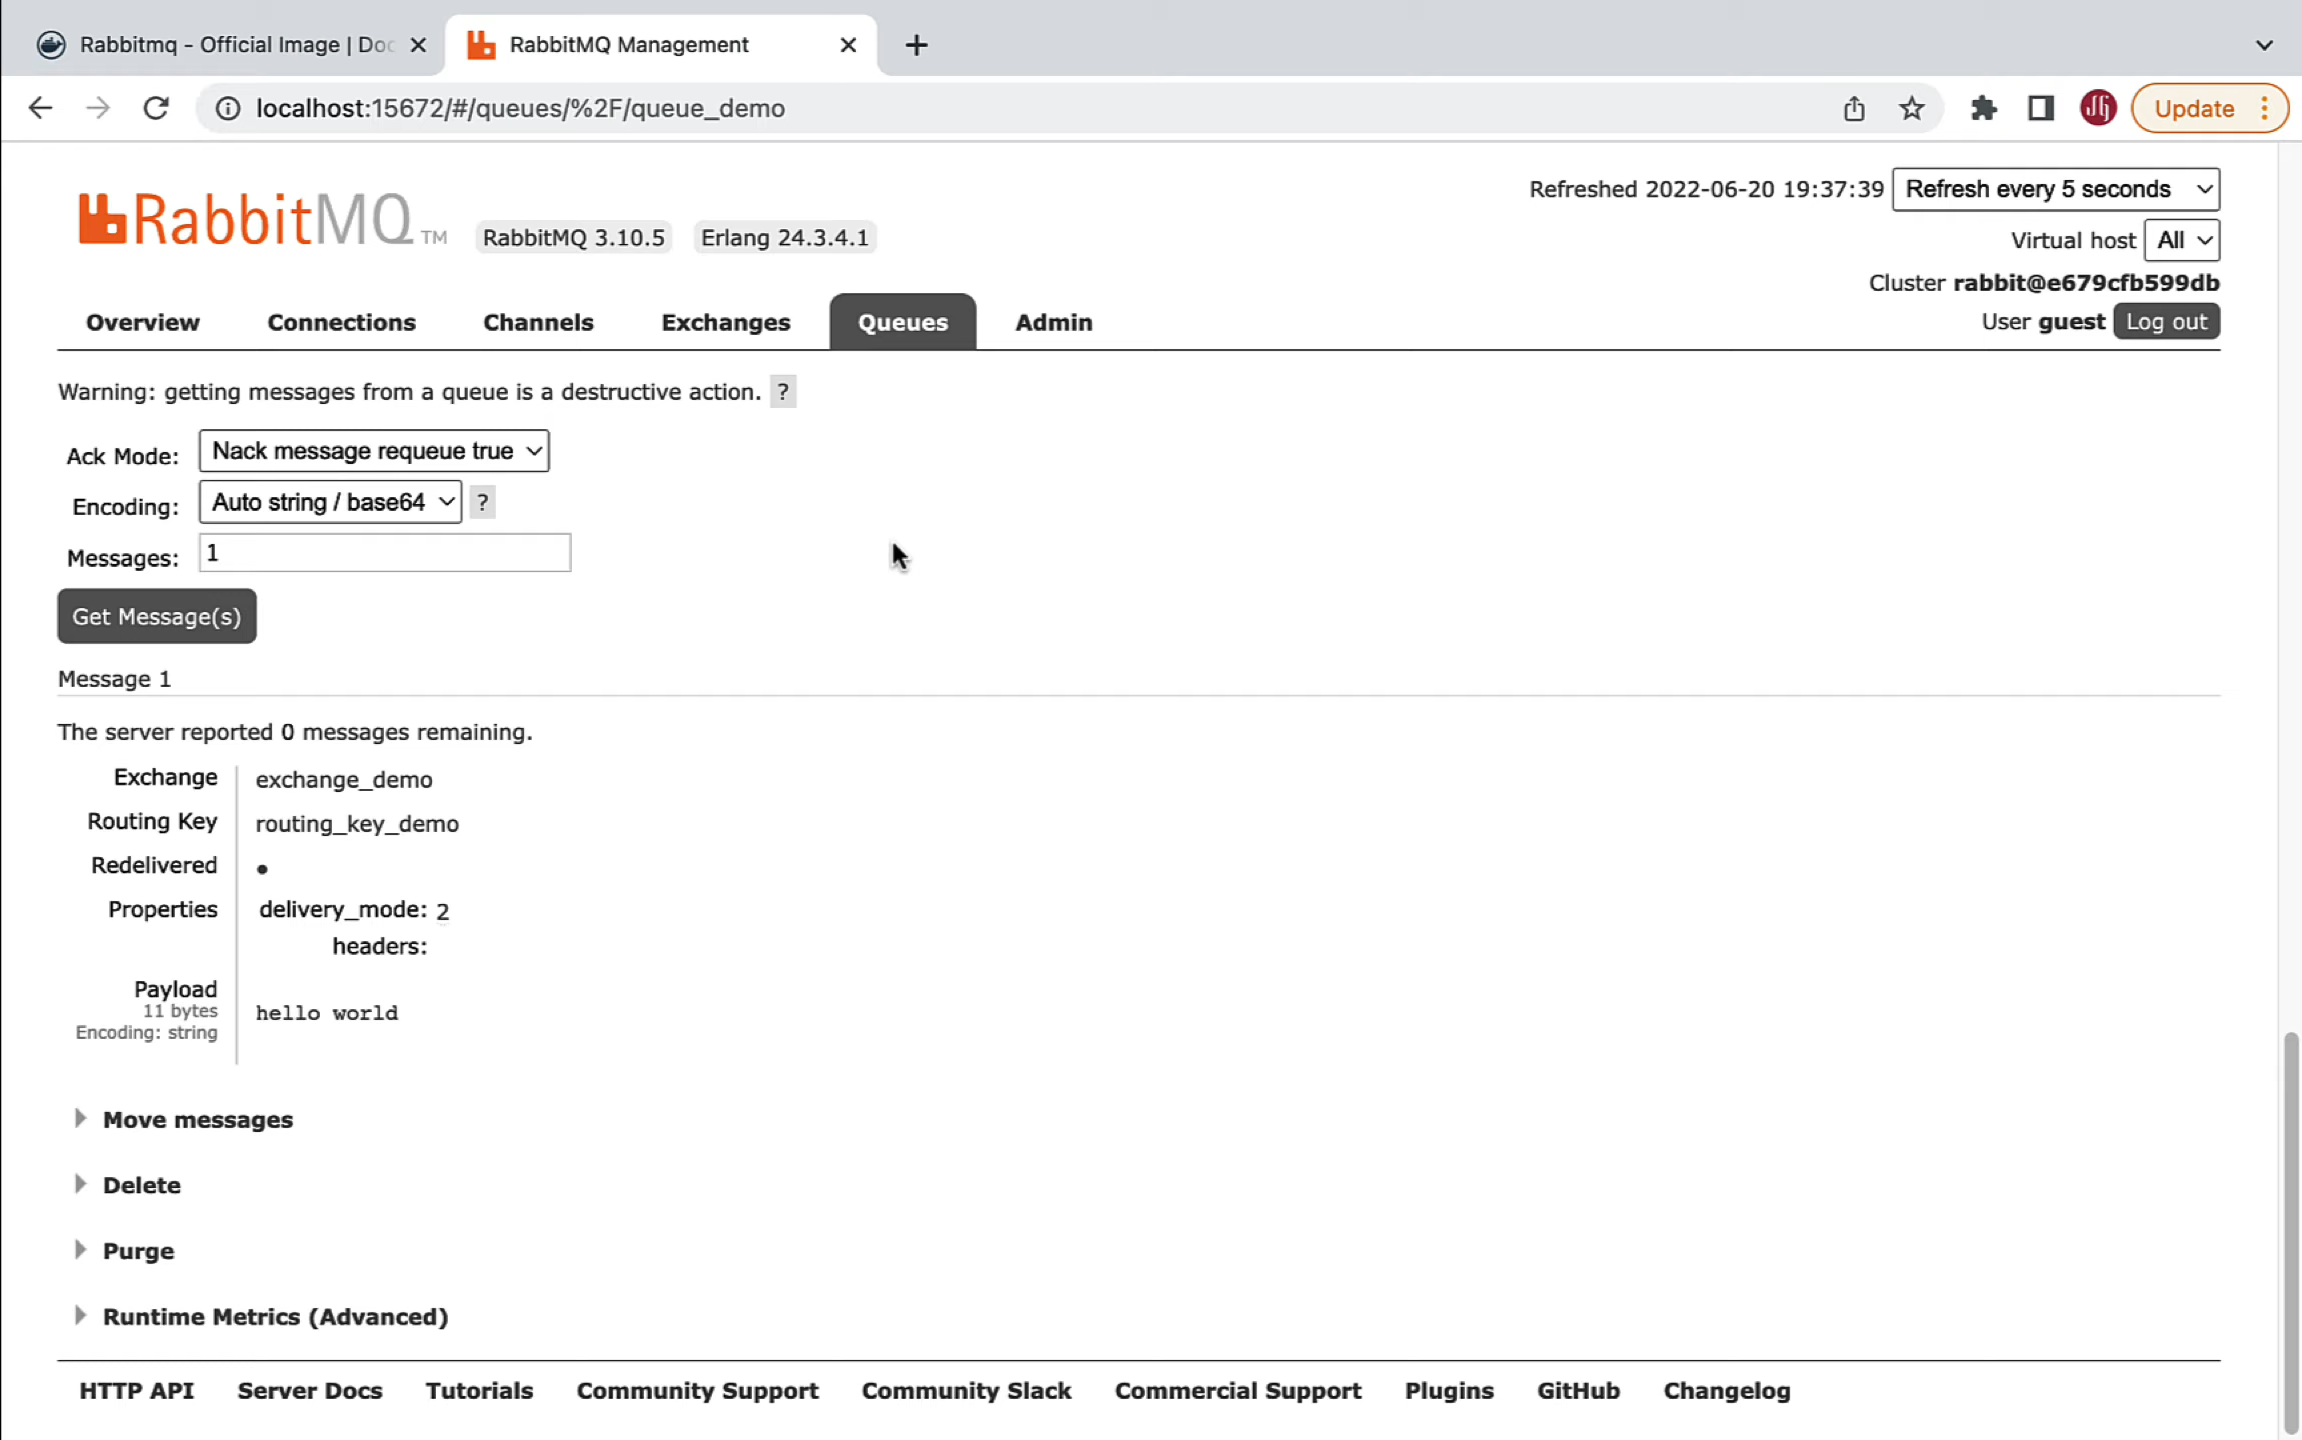 Rabbitmq - Official Image | Doc
RabbitMQ Management
localhost:15672/#/queues/%2F/queue_demo
Update
RabbitMQ TM
RabbitMQ 3.10.5
Erlang 24.3.4.1
Refreshed 2022-06-20 19:37:39
Refresh every 5 seconds
Virtual host All
Cluster rabbit@e679cfb599db
User guest Log out
Overview
Connections
Channels
Exchanges
Queues
Admin
Warning: getting messages from a queue is a destructive action. ?
Ack Mode: Nack message requeue true
Encoding: Auto string / base64 ?
Messages: 1
Get Message(s)
Message 1
The server reported 0 messages remaining.
Exchange exchange_demo
Routing Key routing_key_demo
Redelivered ●
Properties delivery_mode: 2
headers:
Payload
11 bytes
Encoding: string
hello world
Move messages
Delete
Purge
Runtime Metrics (Advanced)
HTTP API Server Docs Tutorials Community Support Community Slack Commercial Support Plugins GitHub Changelog